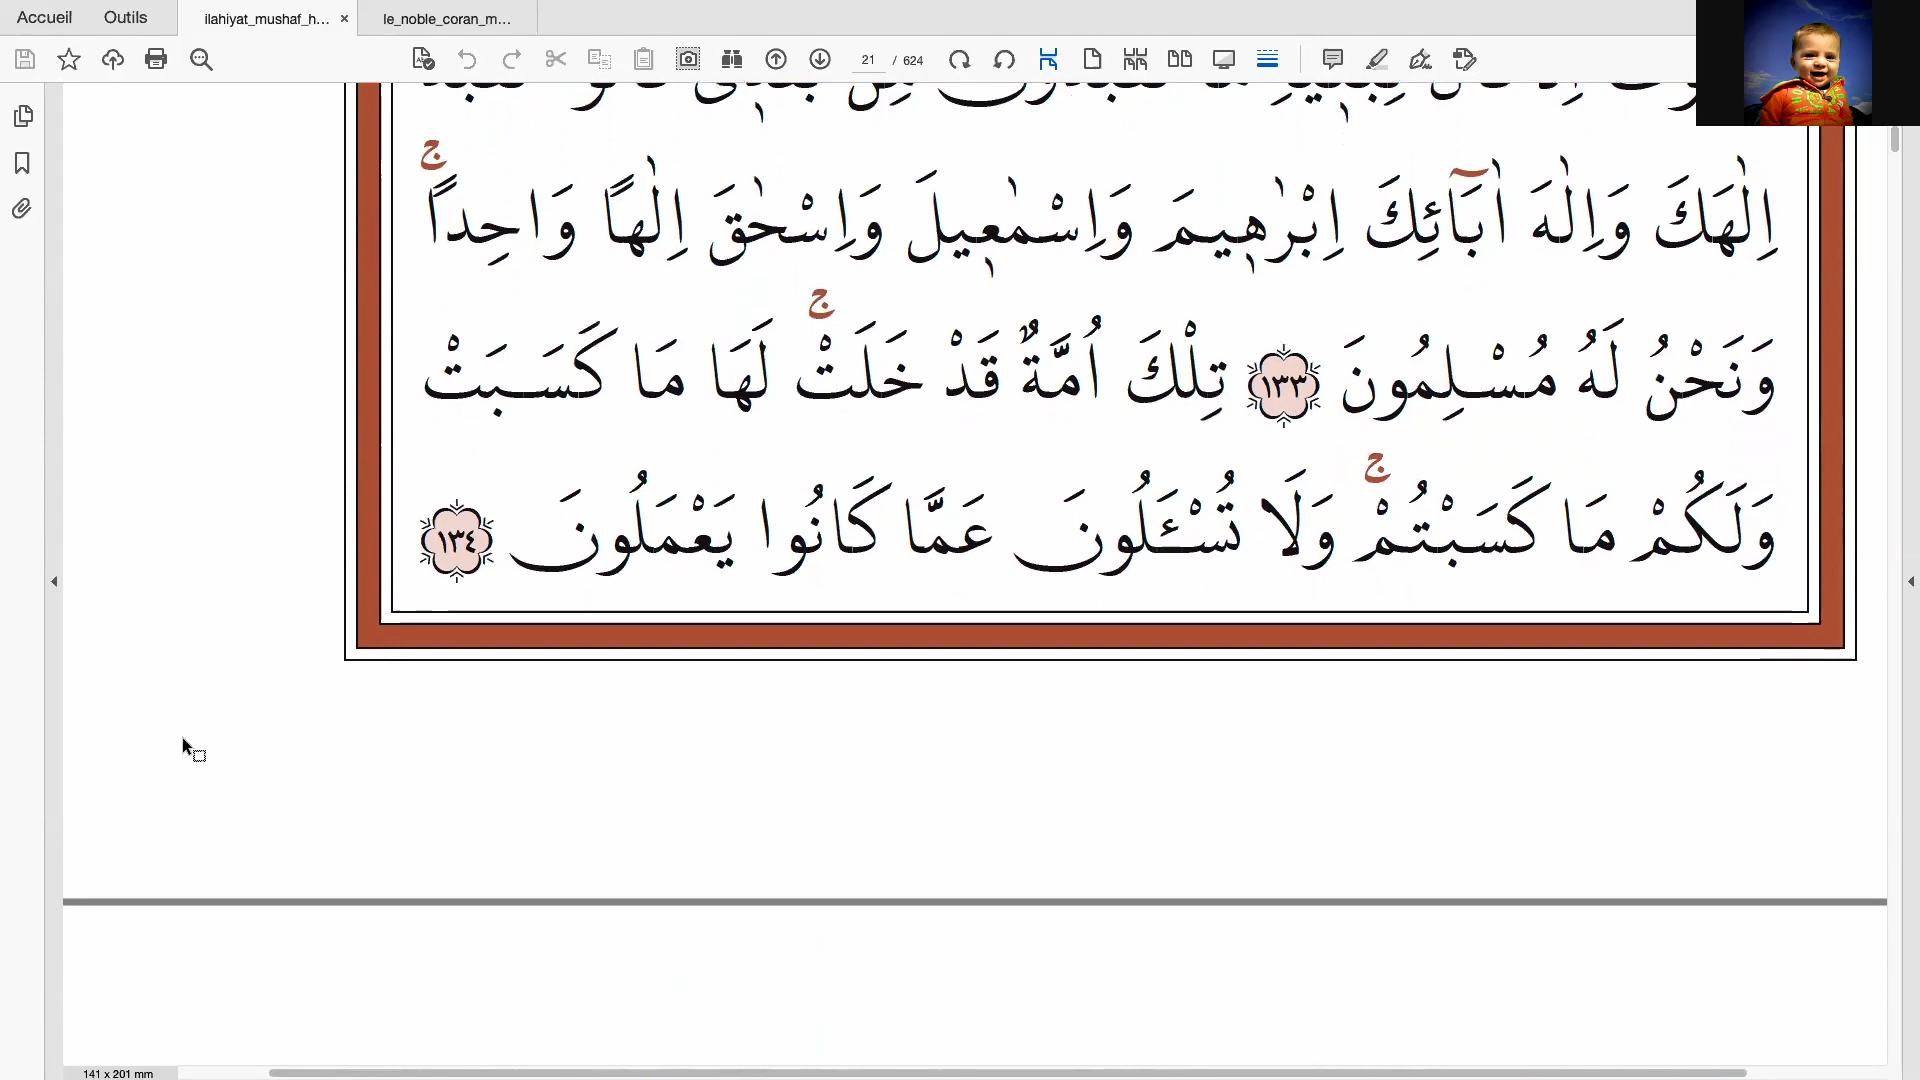 Accueil
Outils
ilahiyat_mushaf_h...
le_noble_coran_m...
21 / 624
اِلٰهَكَ وَاِلٰهَ اٰبَٓائِكَ اِبْرٰه۪يمَ وَاِسْمٰع۪يلَ وَاِسْحٰقَ اِلٰهًا وَاحِدًاۚ
وَنَحْنُ لَهُ مُسْلِمُونَ ﴿١٣٣﴾ تِلْكَ اُمَّةٌ قَدْ خَلَتْۚ لَهَا مَا كَسَبَتْ
وَلَكُمْ مَا كَسَبْتُمْۚ وَلَا تُسْـَٔلُونَ عَمَّا كَانُوا يَعْمَلُونَ ﴿١٣٤﴾
141 x 201 mm